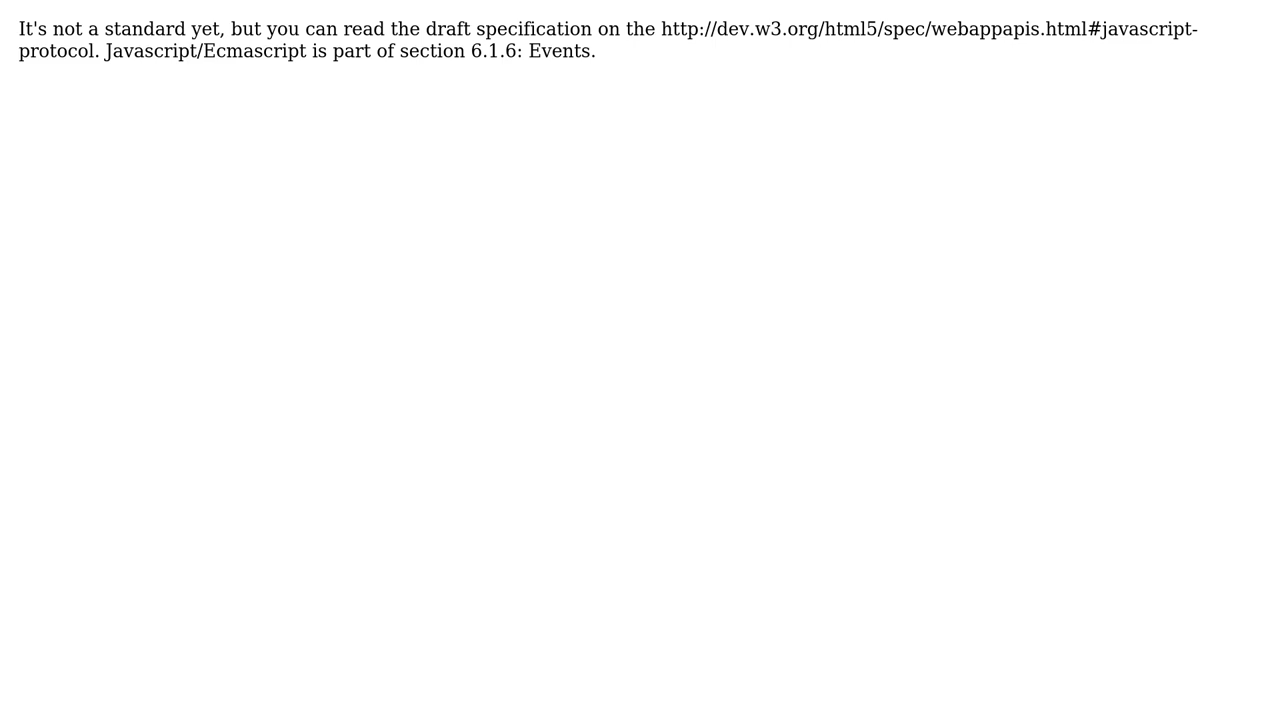 It's not a standard yet, but you can read the draft specification on the http://dev.w3.org/html5/spec/webappapis.html#javascript-
protocol. Javascript/Ecmascript is part of section 6.1.6: Events.